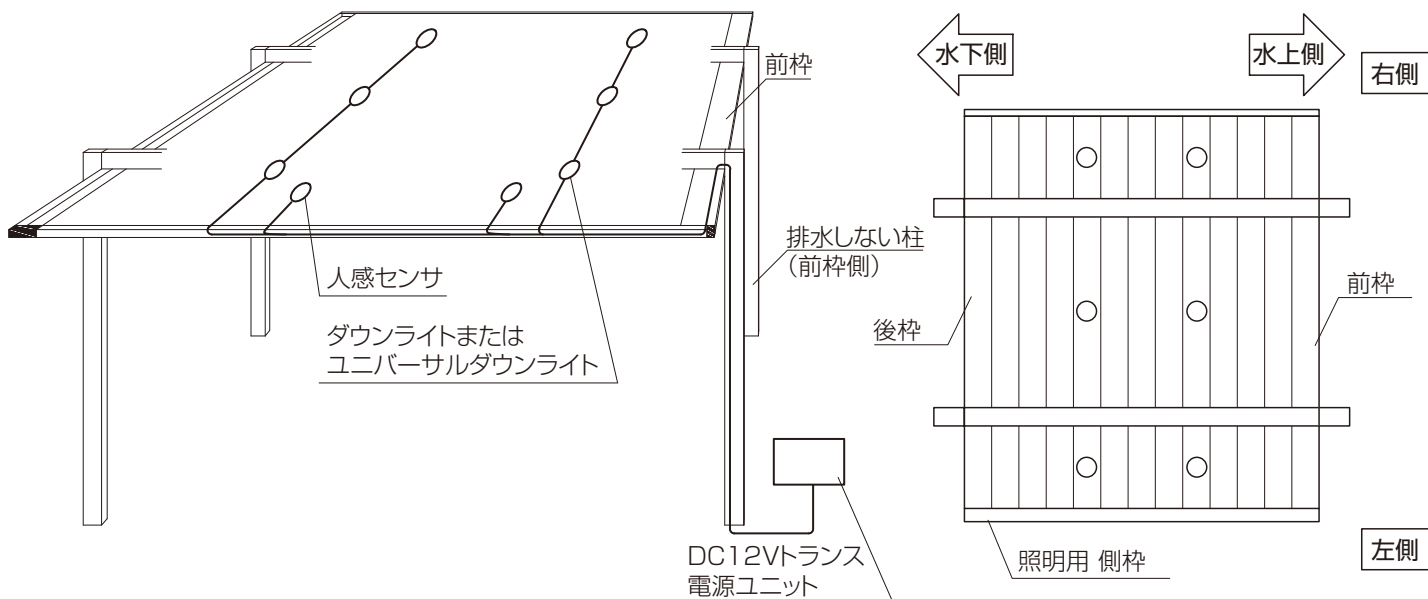 前枠
排水しない柱
（前枠側）
人感センサ
ダウンライトまたは
ユニバーサルダウンライト
DC12Vトランス
電源ユニット
水下側
水上側
右側
前枠
後枠
照明用 側枠
左側